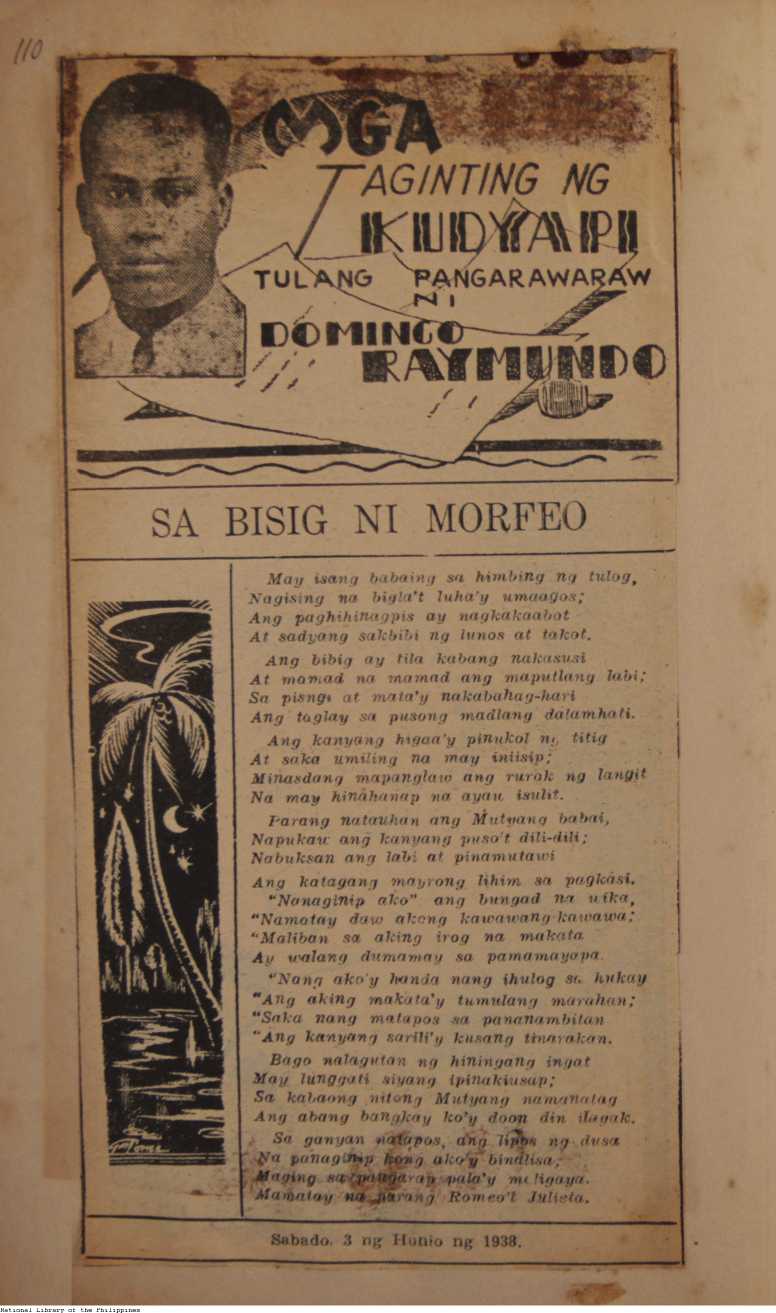 110
MGA
TAGINTING NG
KUDYAPI
TULANG PANGARAWARAW
NI
DOMINGO
RAYMUNDO
SA BISIG NI MORFEO
May isang babaing sa himbing ng tulog,
Nagising na bigla't luha'y umaagos;
Ang paghihinagpis ay nagkakaabot
At sadyang sakbibi ng lunos at takot.
Ang bibig ay tila kabang nakasusi
At mamad na mamad ang maputlang labi;
Sa pisngi at mata'y nakabahag-hari
Ang taglay sa pusong madlang dalamhati.
Ang kanyang higaa'y pinukol ng titig
At saka umiling na may iniisip;
Minasdang mapanglaw ang rurok ng langit
Na may hinahanap na ayaw isulit.
Parang natauhan ang Mutyang babai,
Napukaw ang kanyang puso't dili-dili;
Nabuksan ang labi at pinamutawi
Ang katagang mayrong lihim sa pagkasi.
"Nanaginip ako" ang bungad na wika,
"Namatay daw akong kawawang-kawawa;
"Maliban sa aking irog na makata
Ay walang dumamay sa pamamayapa.
"Nang ako'y handa nang ihulog sa hukay
"Ang aking makata'y tumulang marahan;
"Saka nang matapos sa pananambitan
"Ang kanyang sarili'y kusang tinarakan.
Bago nalagutan ng hiningang ingat
May lunggati siyang ipinakiusap;
Sa kabaong nitong Mutyang namanatag
Ang abang bangkay ko'y doon din ilagak.
Sa ganyan natapos, ang lipos ng dusa
Na panaginip kong ako'y bindlisa;
Maging sa pangarap pala'y maligaya.
Mamatay na parang Romeo't Julieta.
Sabado. 3 ng Hunio ng 1938.
National Library of the Philippines